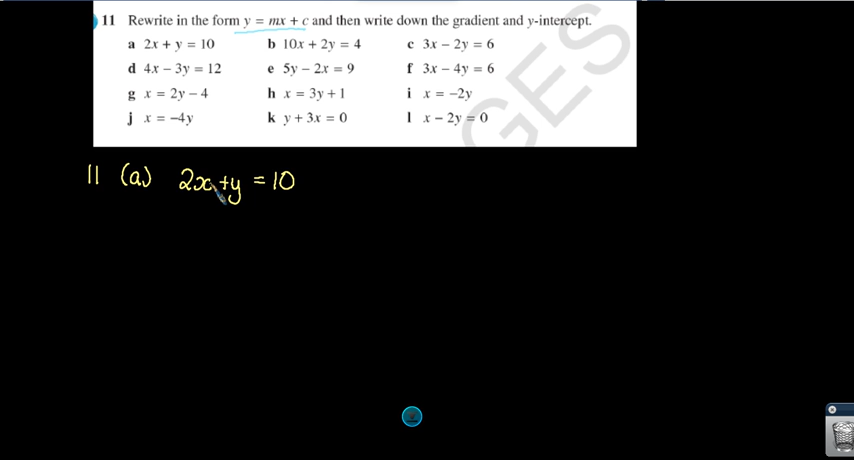 11 Rewrite in the form y = mx + c and then write down the gradient and y-intercept.
a 2x + y = 10 b 10x + 2y = 4 c 3x − 2y = 6
d 4x − 3y = 12 e 5y − 2x = 9 f 3x − 4y = 6
g x = 2y − 4 h x = 3y + 1 i x = −2y
j x = −4y k y + 3x = 0 l x − 2y = 0
GES
11 (a) 2x + y = 10